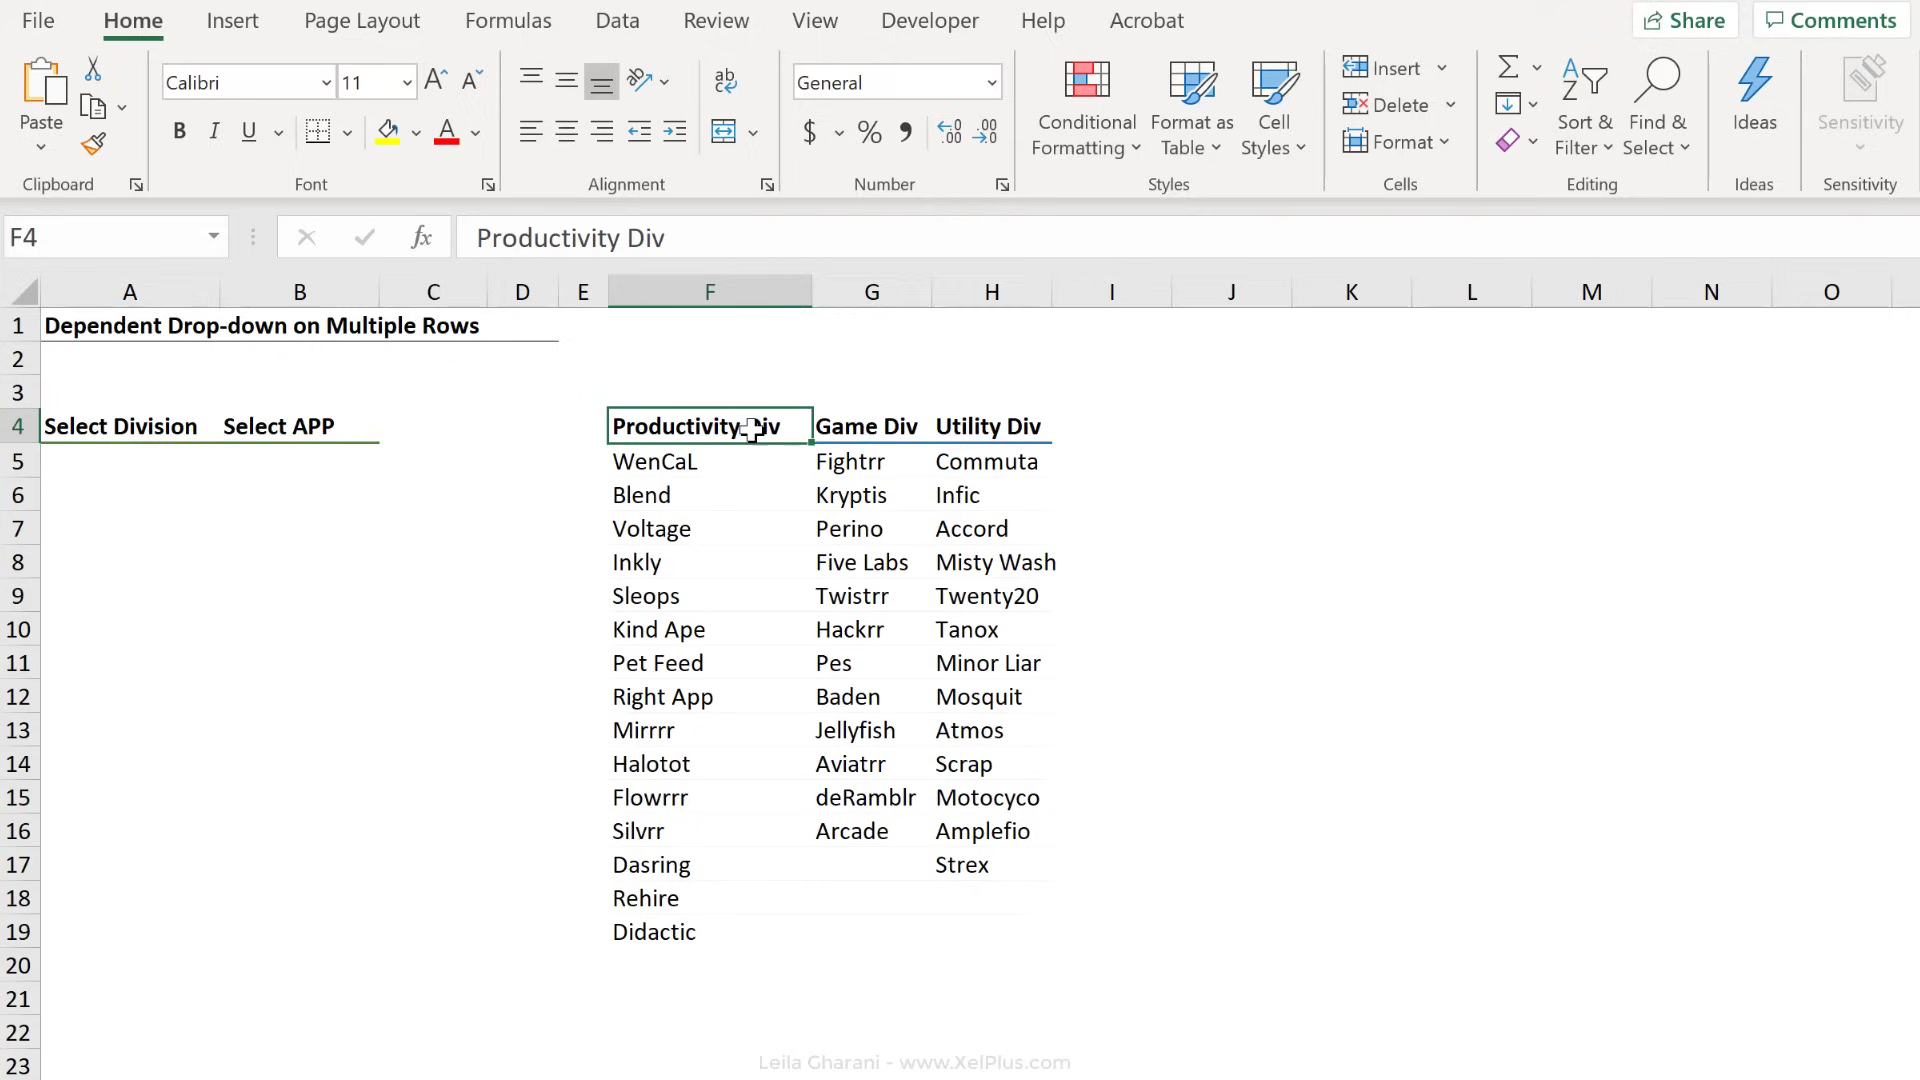 File Home Insert Page Layout Formulas Data Review View Developer Help Acrobat Share Comments
Calibri 11 General Insert
Paste Delete
B I U $ % Conditional Formatting Format as Table Cell Styles Format Sort & Filter Find & Select Ideas Sensitivity
Clipboard Font Alignment Number Styles Cells Editing Ideas Sensitivity
F4 fx Productivity Div
A B C D E F G H I J K L M N O
1 Dependent Drop-down on Multiple Rows
2
3
4 Select Division Select APP Productivity Div Game Div Utility Div
5 WenCaL Fightrr Commuta
6 Blend Kryptis Infic
7 Voltage Perino Accord
8 Inkly Five Labs Misty Wash
9 Sleops Twistrr Twenty20
10 Kind Ape Hackrr Tanox
11 Pet Feed Pes Minor Liar
12 Right App Baden Mosquit
13 Mirrrr Jellyfish Atmos
14 Halotot Aviatrr Scrap
15 Flowrrr deRamblr Motocyco
16 Silvrr Arcade Amplefio
17 Dasring Strex
18 Rehire
19 Didactic
20
21
22
23
Leila Gharani - www.XelPlus.com